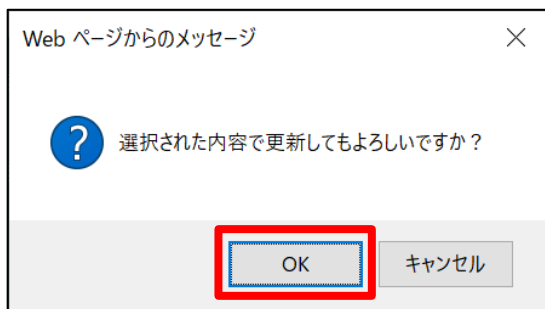 Web ページからのメッセージ
選択された内容で更新してもよろしいですか？
OK
キャンセル